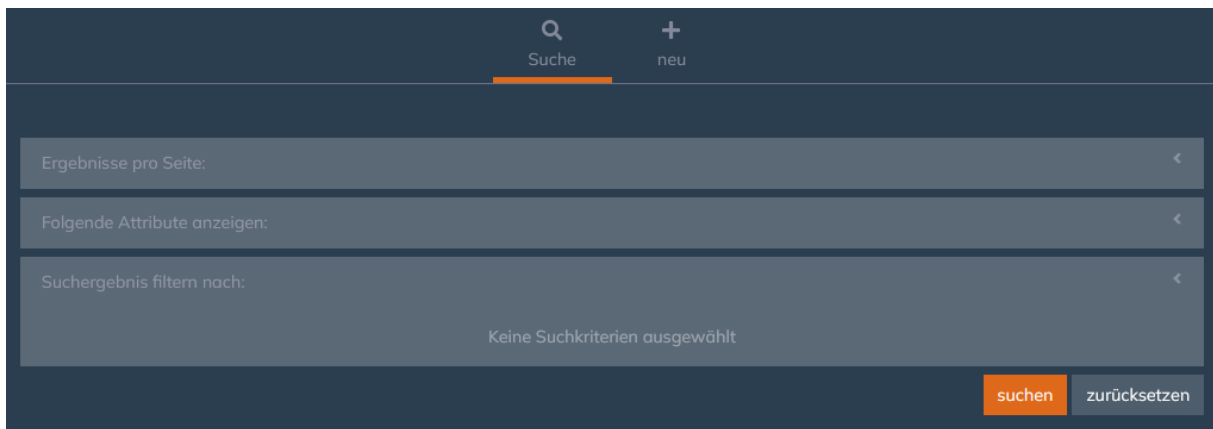 Suche
neu
Ergebnisse pro Seite:
Folgende Attribute anzeigen:
Suchergebnis filtern nach:
Keine Suchkriterien ausgewählt
suchen
zurücksetzen